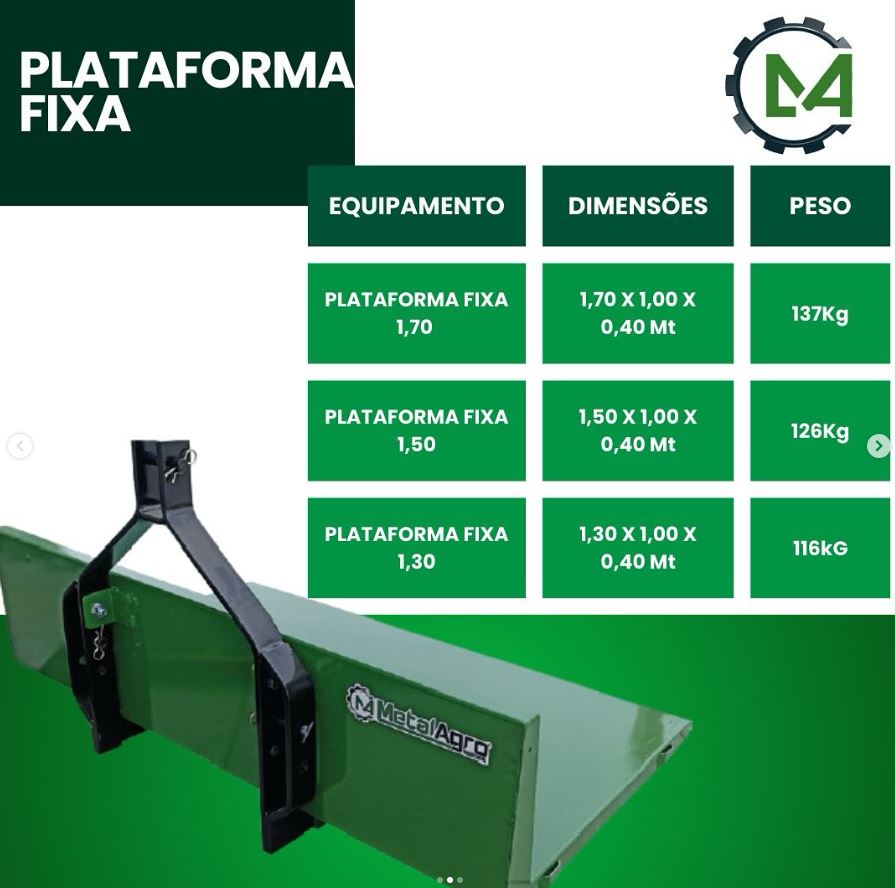 PLATAFORMA
FIXA
MA
EQUIPAMENTO
DIMENSÕES
PESO
PLATAFORMA FIXA
1,70
1,70 X 1,00 X
0,40 Mt
137Kg
PLATAFORMA FIXA
1,50
1,50 X 1,00 X
0,40 Mt
126Kg
PLATAFORMA FIXA
1,30
1,30 X 1,00 X
0,40 Mt
116kG
MetalAgro